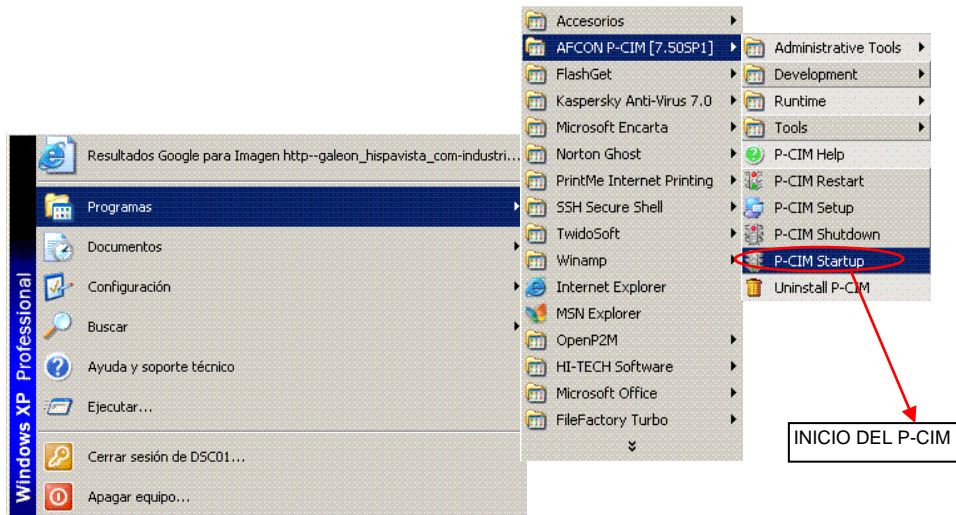 Resultados Google para Imagen http--galeon_hispavista_com-industri...
Programas
Documentos
Configuración
Buscar
Ayuda y soporte técnico
Ejecutar...
Cerrar sesión de DSC01...
Apagar equipo...
Windows XP Professional
Accesorios
AFCON P-CIM [7.50SP1]
FlashGet
Kaspersky Anti-Virus 7.0
Microsoft Encarta
Norton Ghost
PrintMe Internet Printing
SSH Secure Shell
TwidoSoft
Winamp
Internet Explorer
MSN Explorer
OpenP2M
HI-TECH Software
Microsoft Office
FileFactory Turbo
Administrative Tools
Development
Runtime
Tools
P-CIM Help
P-CIM Restart
P-CIM Setup
P-CIM Shutdown
P-CIM Startup
Uninstall P-CIM
INICIO DEL P-CIM